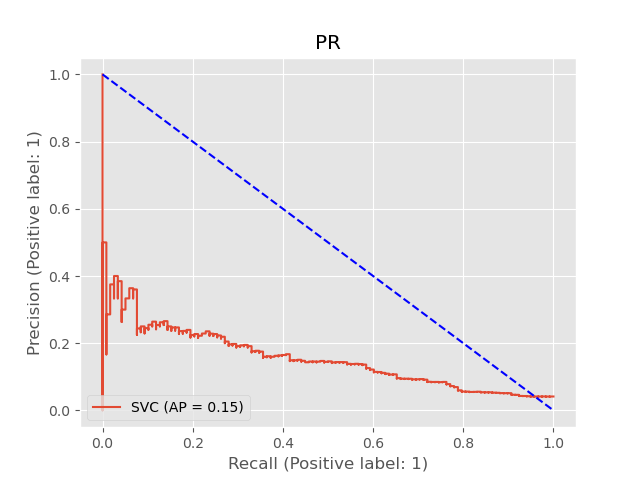 PR
Precision (Positive label: 1)
1.0
0.8
0.6
0.4
0.2
0.0
SVC (AP = 0.15)
0.0 0.2 0.4 0.6 0.8 1.0
Recall (Positive label: 1)